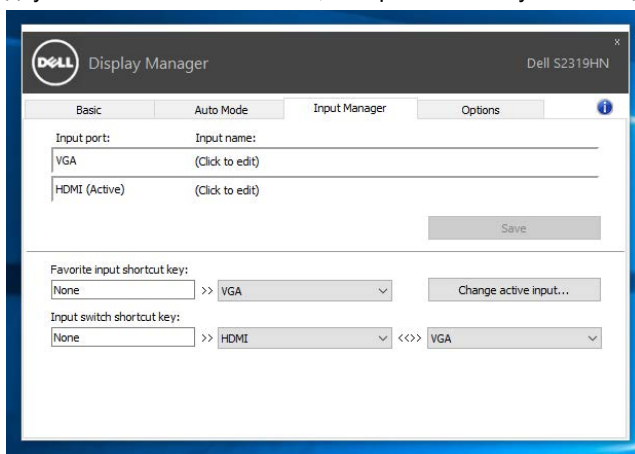 DELL Display Manager
x
Dell S2319HN
Basic Auto Mode Input Manager Options i
Input port: Input name:
VGA (Click to edit)
HDMI (Active) (Click to edit)
Save
Favorite input shortcut key:
None >> VGA Change active input...
Input switch shortcut key:
None >> HDMI <<>> VGA